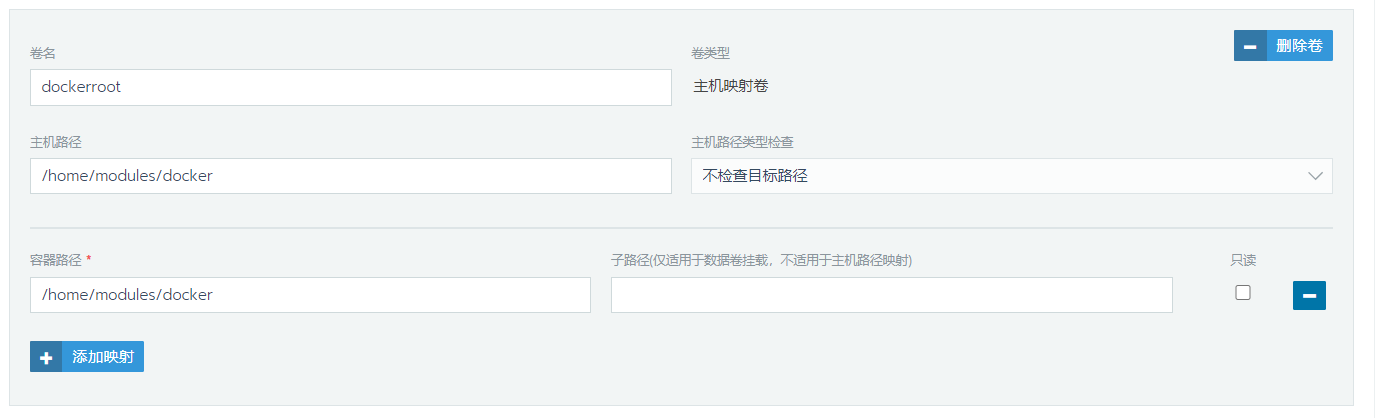 卷名
卷类型
删除卷
dockerroot
主机映射卷
主机路径
主机路径类型检查
/home/modules/docker
不检查目标路径
容器路径 *
子路径(仅适用于数据卷挂载，不适用于主机路径映射)
只读
/home/modules/docker
添加映射